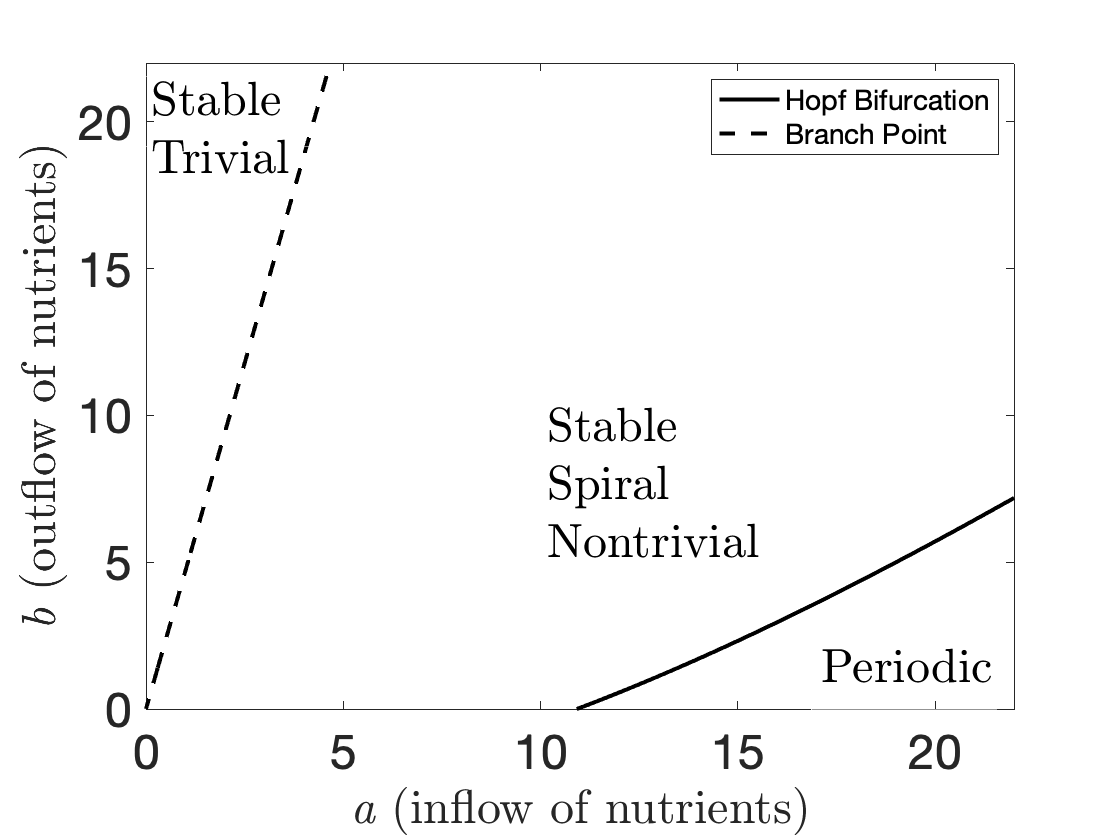 Stable
Trivial
Hopf Bifurcation
Branch Point
20
15
10
5
0
b (outflow of nutrients)
Stable
Spiral
Nontrivial
Periodic
0 5 10 15 20
a (inflow of nutrients)